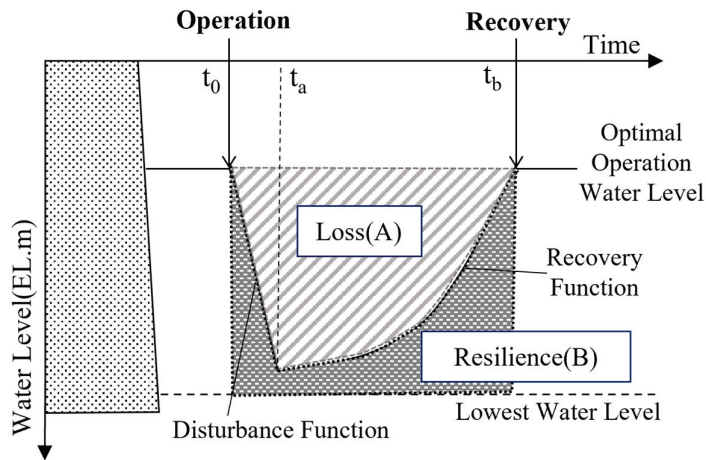 Operation
Recovery
Time
t0
ta
tb
Optimal
Operation
Water Level
Loss(A)
Recovery
Function
Resilience(B)
Water Level(EL.m)
Lowest Water Level
Disturbance Function